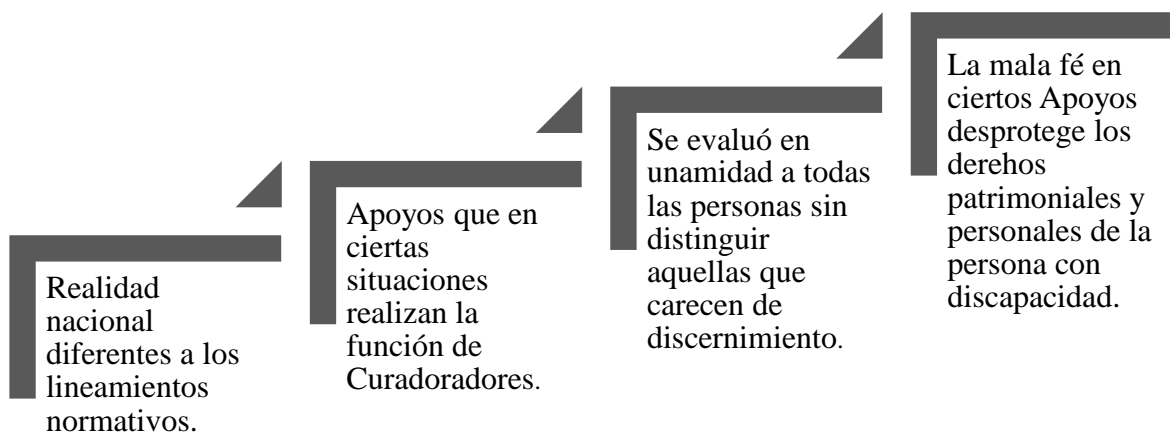 Realidad
nacional
diferentes a los
lineamientos
normativos.
Apoyos que en
ciertas
situaciones
realizan la
función de
Curadoradores.
Se evaluó en
unamidad a todas
las personas sin
distinguir
aquellas que
carecen de
discernimiento.
La mala fé en
ciertos Apoyos
desprotege los
derehos
patrimoniales y
personales de la
persona con
discapacidad.